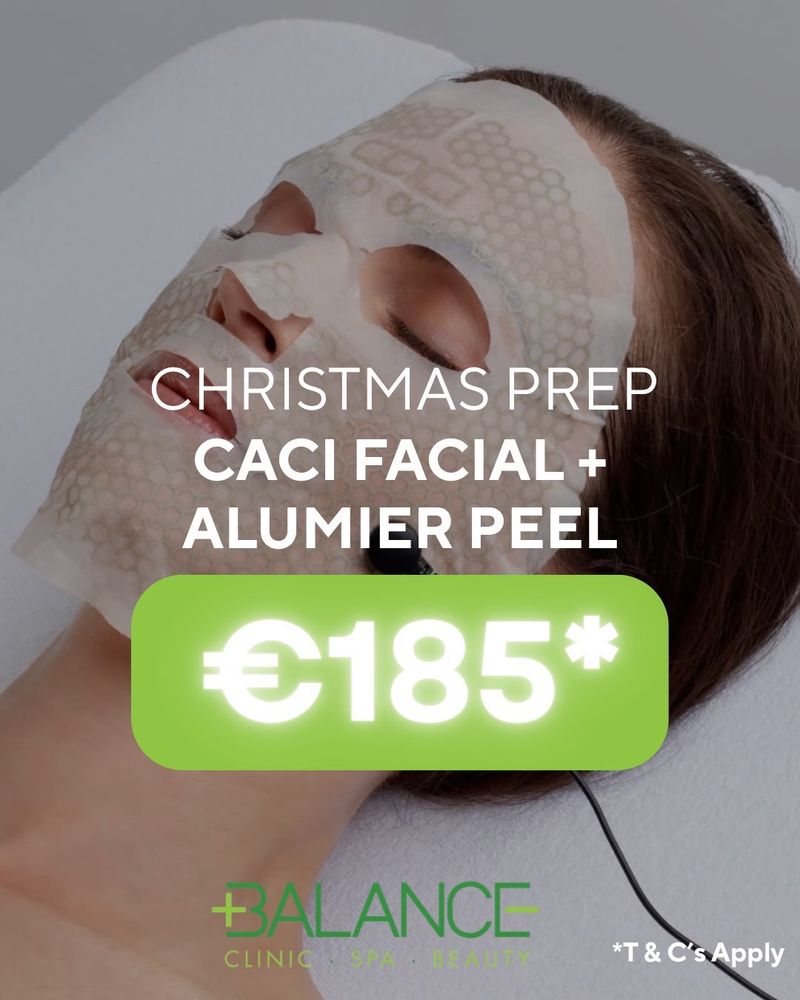 CHRISTMAS PREP
CACI FACIAL +
ALUMIER PEEL
€185*
BALANCE
CLINIC · SPA · BEAUTY
*T & C's Apply